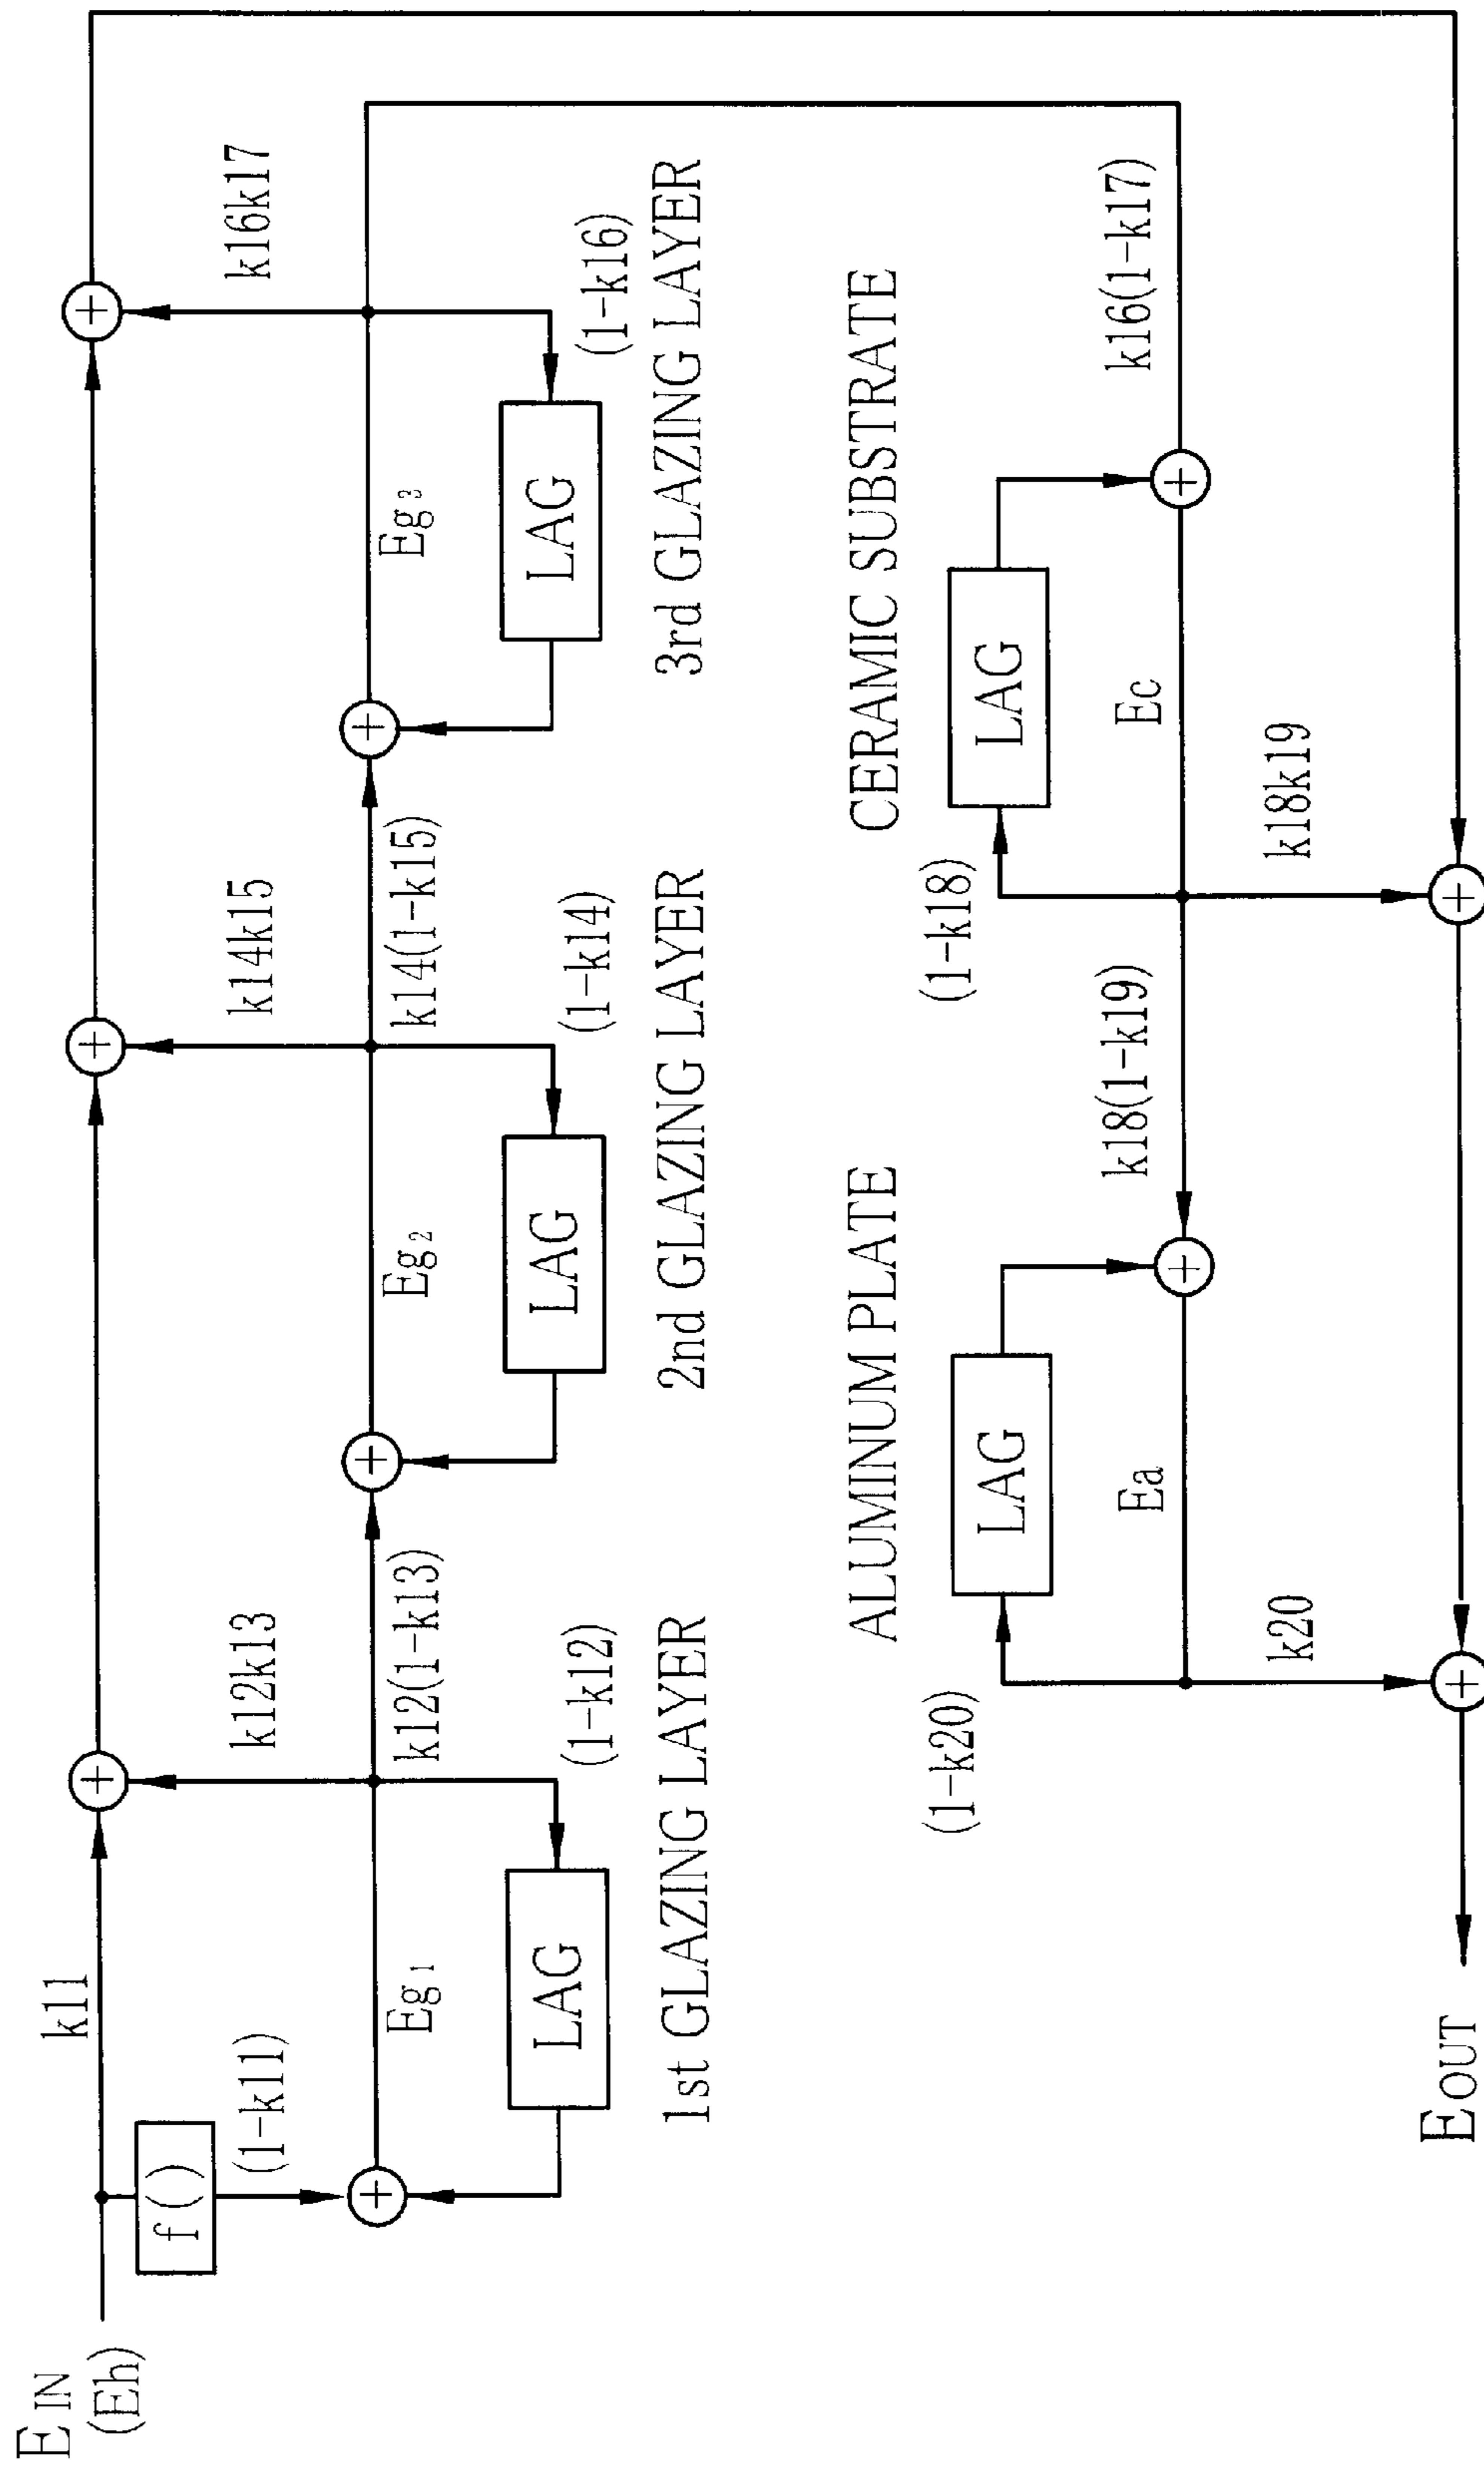 E IN
(Eh)
k11
f()
(1-k11)
Eg1
LAG
1st GLAZING LAYER
k12k13
k12(1-k13)
(1-k12)
Eg2
LAG
2nd GLAZING LAYER
k14k15
k14(1-k15)
(1-k14)
Eg3
LAG
3rd GLAZING LAYER
k16k17
(1-k16)
CERAMIC SUBSTRATE
k16(1-k17)
LAG
Ec
(1-k18)
k18k19
k18(1-k19)
ALUMINUM PLATE
LAG
Ea
(1-k20)
k20
E OUT